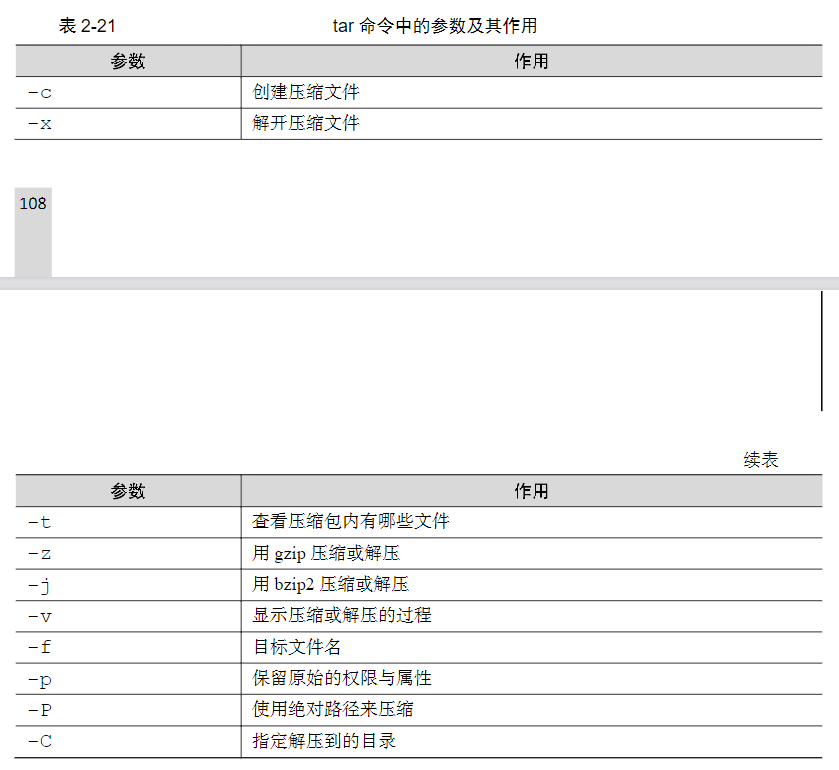 表 2-21 tar 命令中的参数及其作用
参数 作用
-c 创建压缩文件
-x 解开压缩文件
108
续表
参数 作用
-t 查看压缩包内有哪些文件
-z 用 gzip 压缩或解压
-j 用 bzip2 压缩或解压
-v 显示压缩或解压的过程
-f 目标文件名
-p 保留原始的权限与属性
-P 使用绝对路径来压缩
-C 指定解压到的目录